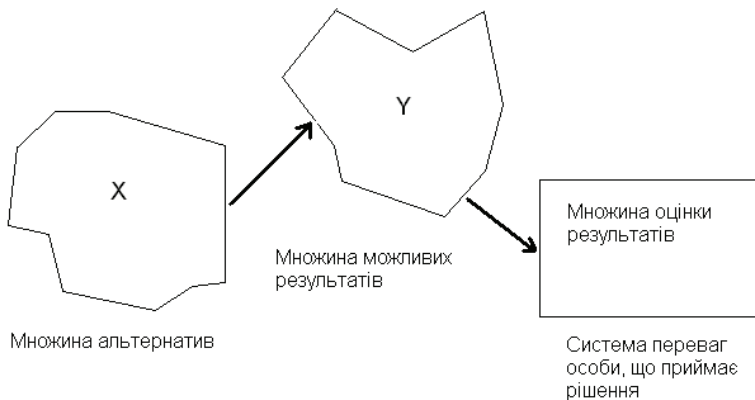 X
Множина альтернатив
Y
Множина можливих
результатів
Множина оцінки
результатів
Система переваг
особи, що приймає
рішення